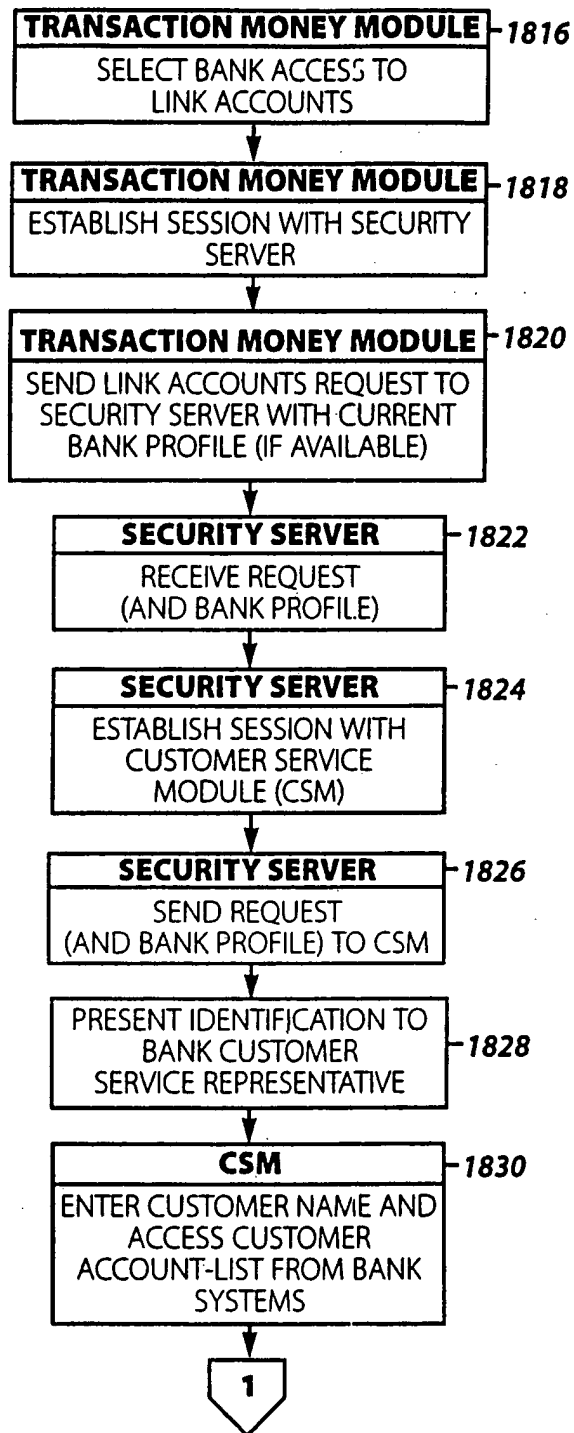 TRANSACTION MONEY MODULE 1816
SELECT BANK ACCESS TO
LINK ACCOUNTS
TRANSACTION MONEY MODULE 1818
ESTABLISH SESSION WITH SECURITY
SERVER
TRANSACTION MONEY MODULE 1820
SEND LINK ACCOUNTS REQUEST TO
SECURITY SERVER WITH CURRENT
BANK PROFILE (IF AVAILABLE)
SECURITY SERVER 1822
RECEIVE REQUEST
(AND BANK PROFILE)
SECURITY SERVER 1824
ESTABLISH SESSION WITH
CUSTOMER SERVICE
MODULE (CSM)
SECURITY SERVER 1826
SEND REQUEST
(AND BANK PROFILE) TO CSM
PRESENT IDENTIFICATION TO
BANK CUSTOMER 1828
SERVICE REPRESENTATIVE
CSM 1830
ENTER CUSTOMER NAME AND
ACCESS CUSTOMER
ACCOUNT-LIST FROM BANK
SYSTEMS
1